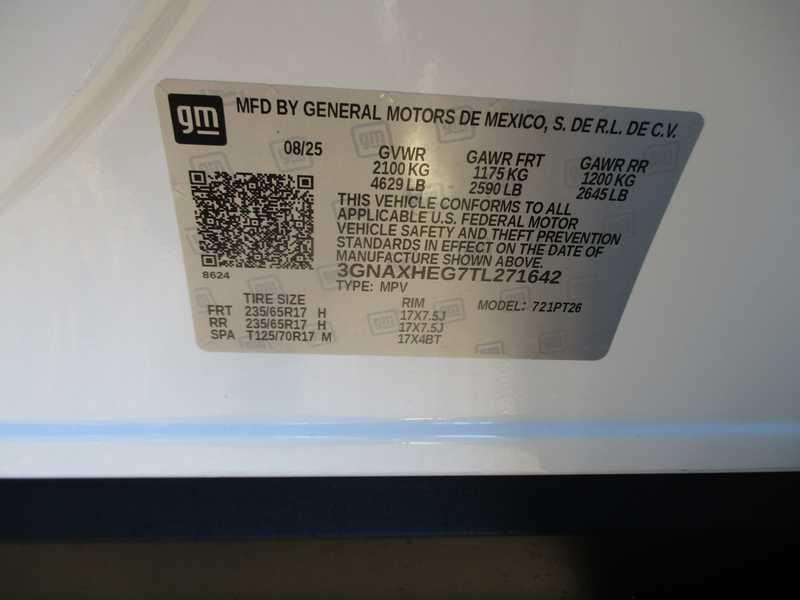 gm MFD BY GENERAL MOTORS DE MEXICO, S. DE R.L. DE C.V.
08/25 GVWR GAWR FRT GAWR RR
2100 KG 1175 KG 1200 KG
4629 LB 2590 LB 2645 LB
THIS VEHICLE CONFORMS TO ALL
APPLICABLE U.S. FEDERAL MOTOR
VEHICLE SAFETY AND THEFT PREVENTION
STANDARDS IN EFFECT ON THE DATE OF
MANUFACTURE SHOWN ABOVE.
8624 3GNAXHEG7TL271642
TYPE: MPV
TIRE SIZE RIM MODEL: 721PT26
FRT 235/65R17 H 17X7.5J
RR 235/65R17 H 17X7.5J
SPA T125/70R17 M 17X4BT